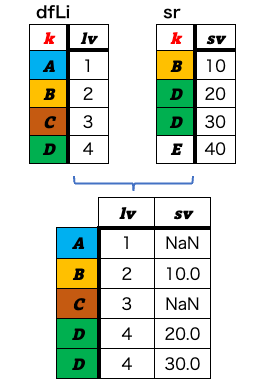 dfLi sr
k lv k sv
A 1 B 10
B 2 D 20
C 3 D 30
D 4 E 40
lv sv
A 1 NaN
B 2 10.0
C 3 NaN
D 4 20.0
D 4 30.0